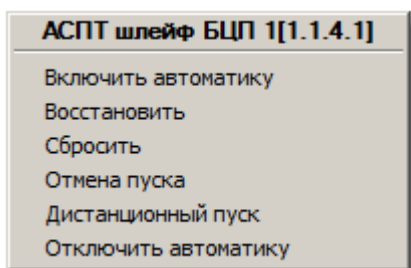 АСПТ шлейф БЦП 1[1.1.4.1]
Включить автоматику
Восстановить
Сбросить
Отмена пуска
Дистанционный пуск
Отключить автоматику